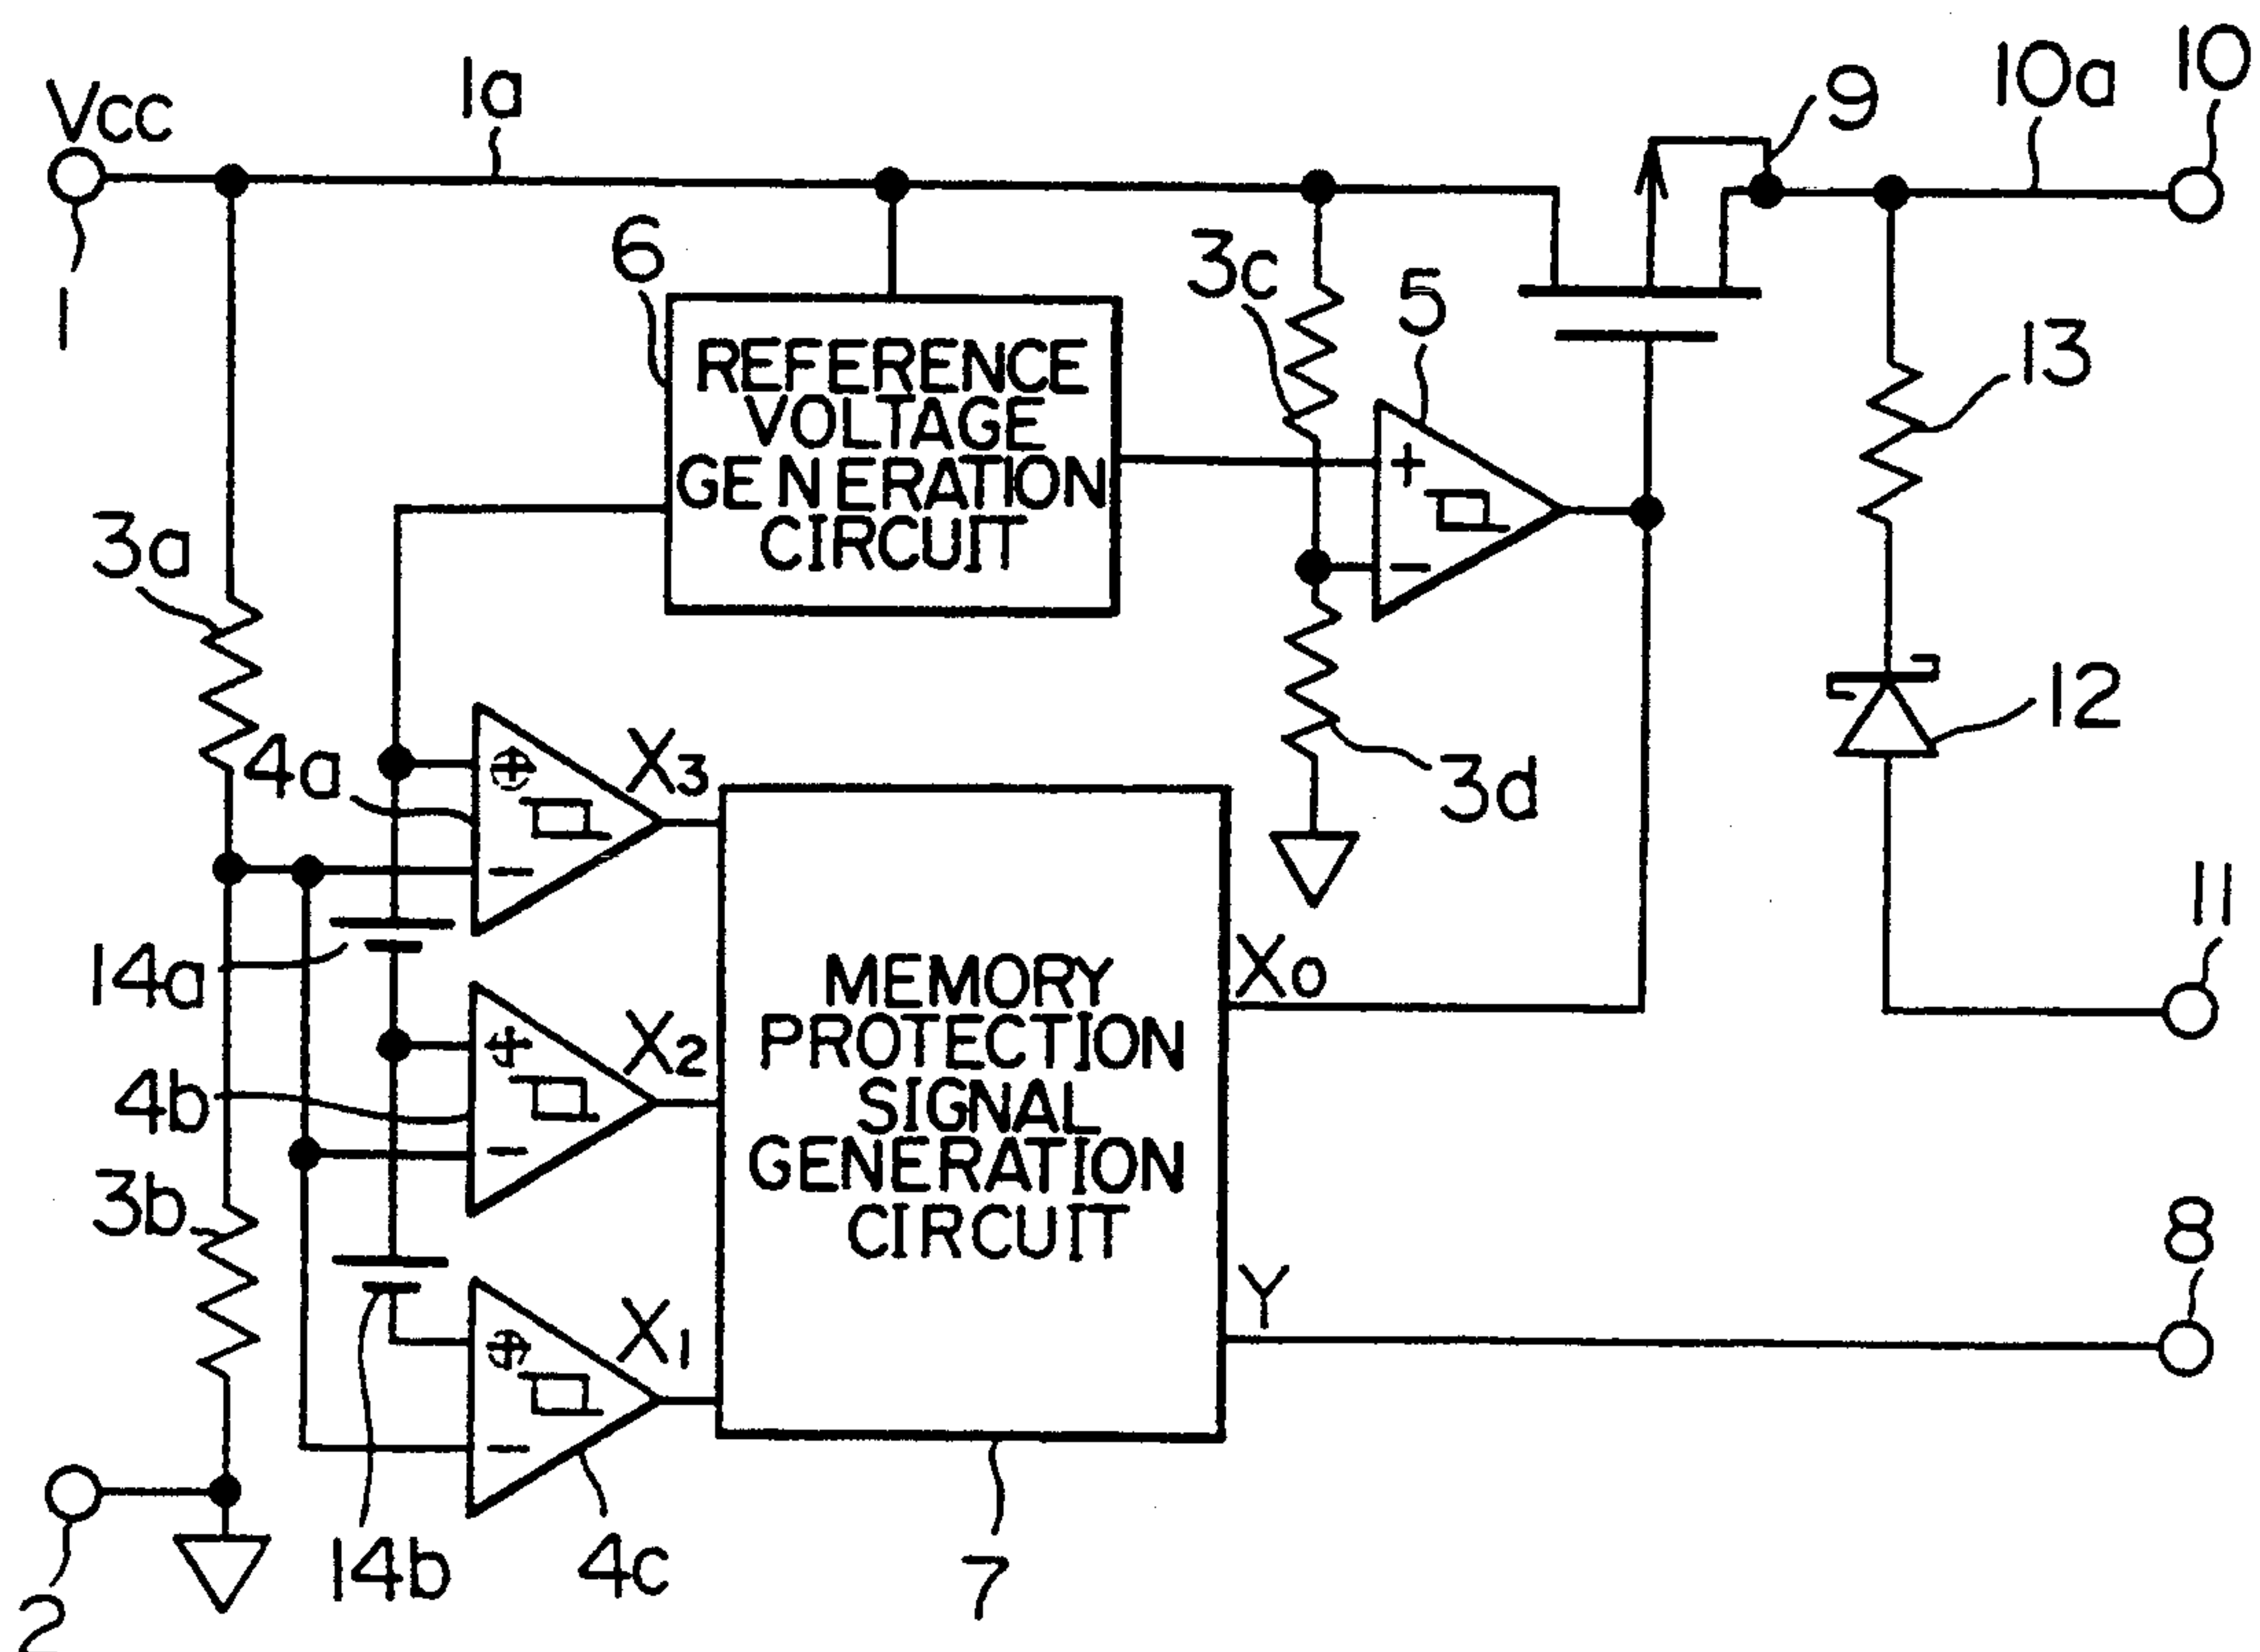 Vcc
1a
9
10a
10
1
6
3c
5
13
REFERENCE
VOLTAGE
GENERATION
CIRCUIT
+
−
3a
12
4a
+
−
X3
3d
11
14a
MEMORY
PROTECTION
SIGNAL
GENERATION
CIRCUIT
X0
4b
+
−
X2
3b
8
Y
+
−
X1
2
14b
4c
7